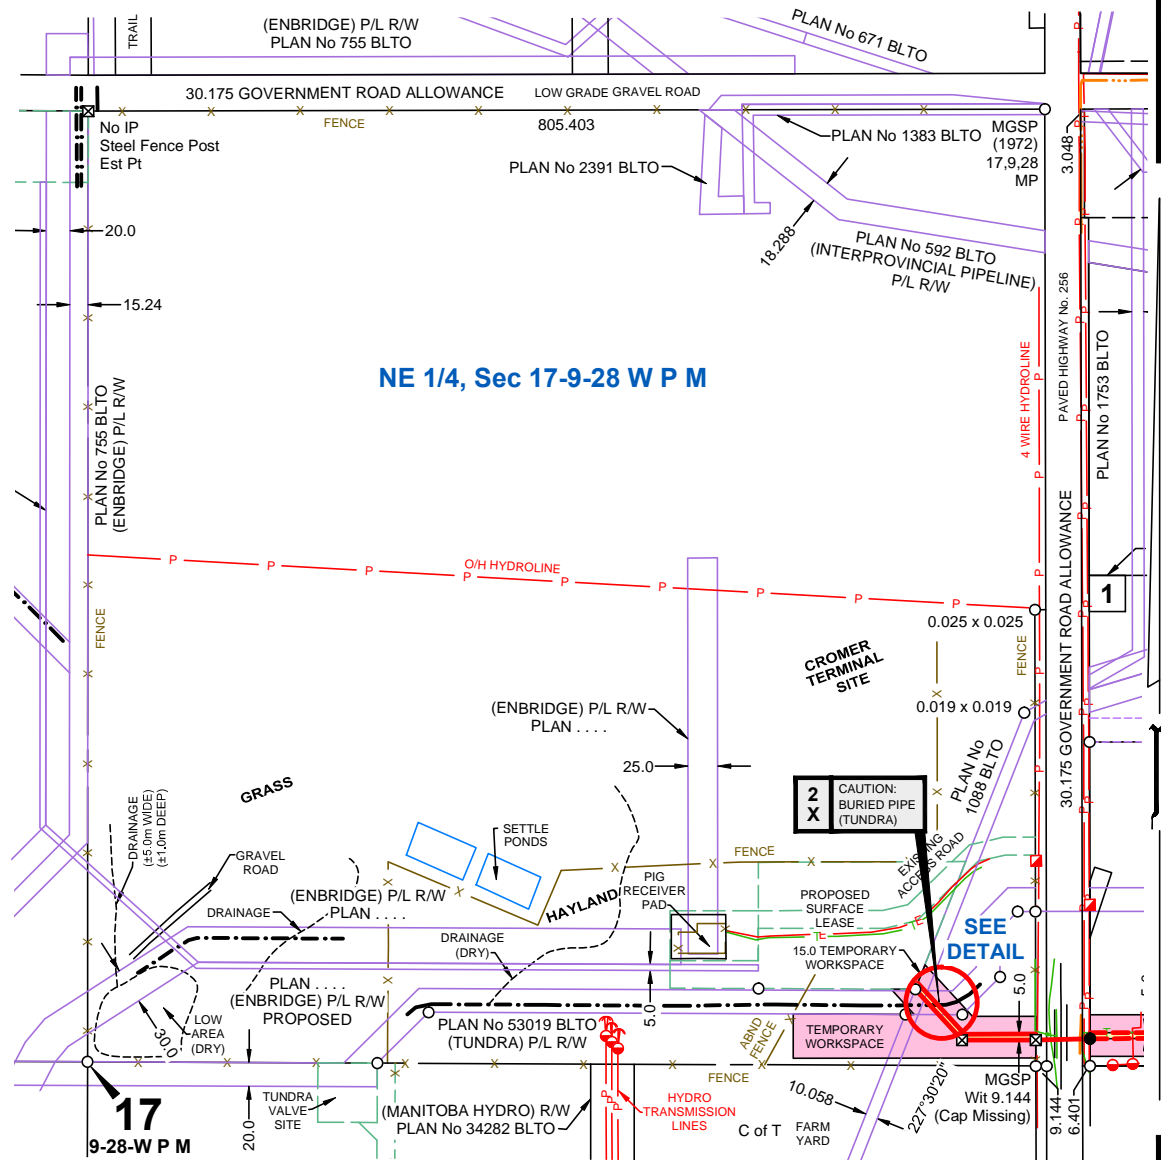 TRAIL
(ENBRIDGE) P/L R/W
PLAN No 755 BLTO
PLAN No 671 BLTO
30.175 GOVERNMENT ROAD ALLOWANCE
LOW GRADE GRAVEL ROAD
FENCE
805.403
No IP
Steel Fence Post
Est Pt
PLAN No 1383 BLTO
PLAN No 2391 BLTO
MGSP
(1972)
17,9,28
MP
3.048
20.0
18.288
PLAN No 592 BLTO
(INTERPROVINCIAL PIPELINE)
P/L R/W
15.24
PAVED HIGHWAY No. 256
PLAN No 1753 BLTO
NE 1/4, Sec 17-9-28 W P M
4 WIRE HYDROLINE
PLAN No 755 BLTO
(ENBRIDGE) P/L R/W
O/H HYDROLINE
P P P P P P P P P
30.175 GOVERNMENT ROAD ALLOWANCE
1
0.025 x 0.025
FENCE
FENCE
CROMER
TERMINAL
SITE
0.019 x 0.019
(ENBRIDGE) P/L R/W
PLAN . . . .
25.0
PLAN No
1088 BLTO
2
X
CAUTION:
BURIED PIPE
(TUNDRA)
GRASS
DRAINAGE
(±5.0m WIDE)
(±1.0m DEEP)
SETTLE
PONDS
FENCE
EXISTING
ACCESS ROAD
GRAVEL
ROAD
PIG
RECEIVER
PAD
(ENBRIDGE) P/L R/W
PLAN . . . .
HAYLAND
PROPOSED
SURFACE
LEASE
DRAINAGE
SEE
DETAIL
DRAINAGE
(DRY)
15.0 TEMPORARY
WORKSPACE
PLAN . . . .
(ENBRIDGE) P/L R/W
PROPOSED
5.0
5.0
LOW
AREA
(DRY)
30.0
PLAN No 53019 BLTO
(TUNDRA) P/L R/W
ABND
FENCE
TEMPORARY
WORKSPACE
FENCE
17
9-28-W P M
20.0
TUNDRA
VALVE
SITE
(MANITOBA HYDRO) R/W
PLAN No 34282 BLTO
HYDRO
TRANSMISSION
LINES
10.058
227°30'20"
MGSP
Wit 9.144
(Cap Missing)
9.144
6.401
C of T
FARM
YARD